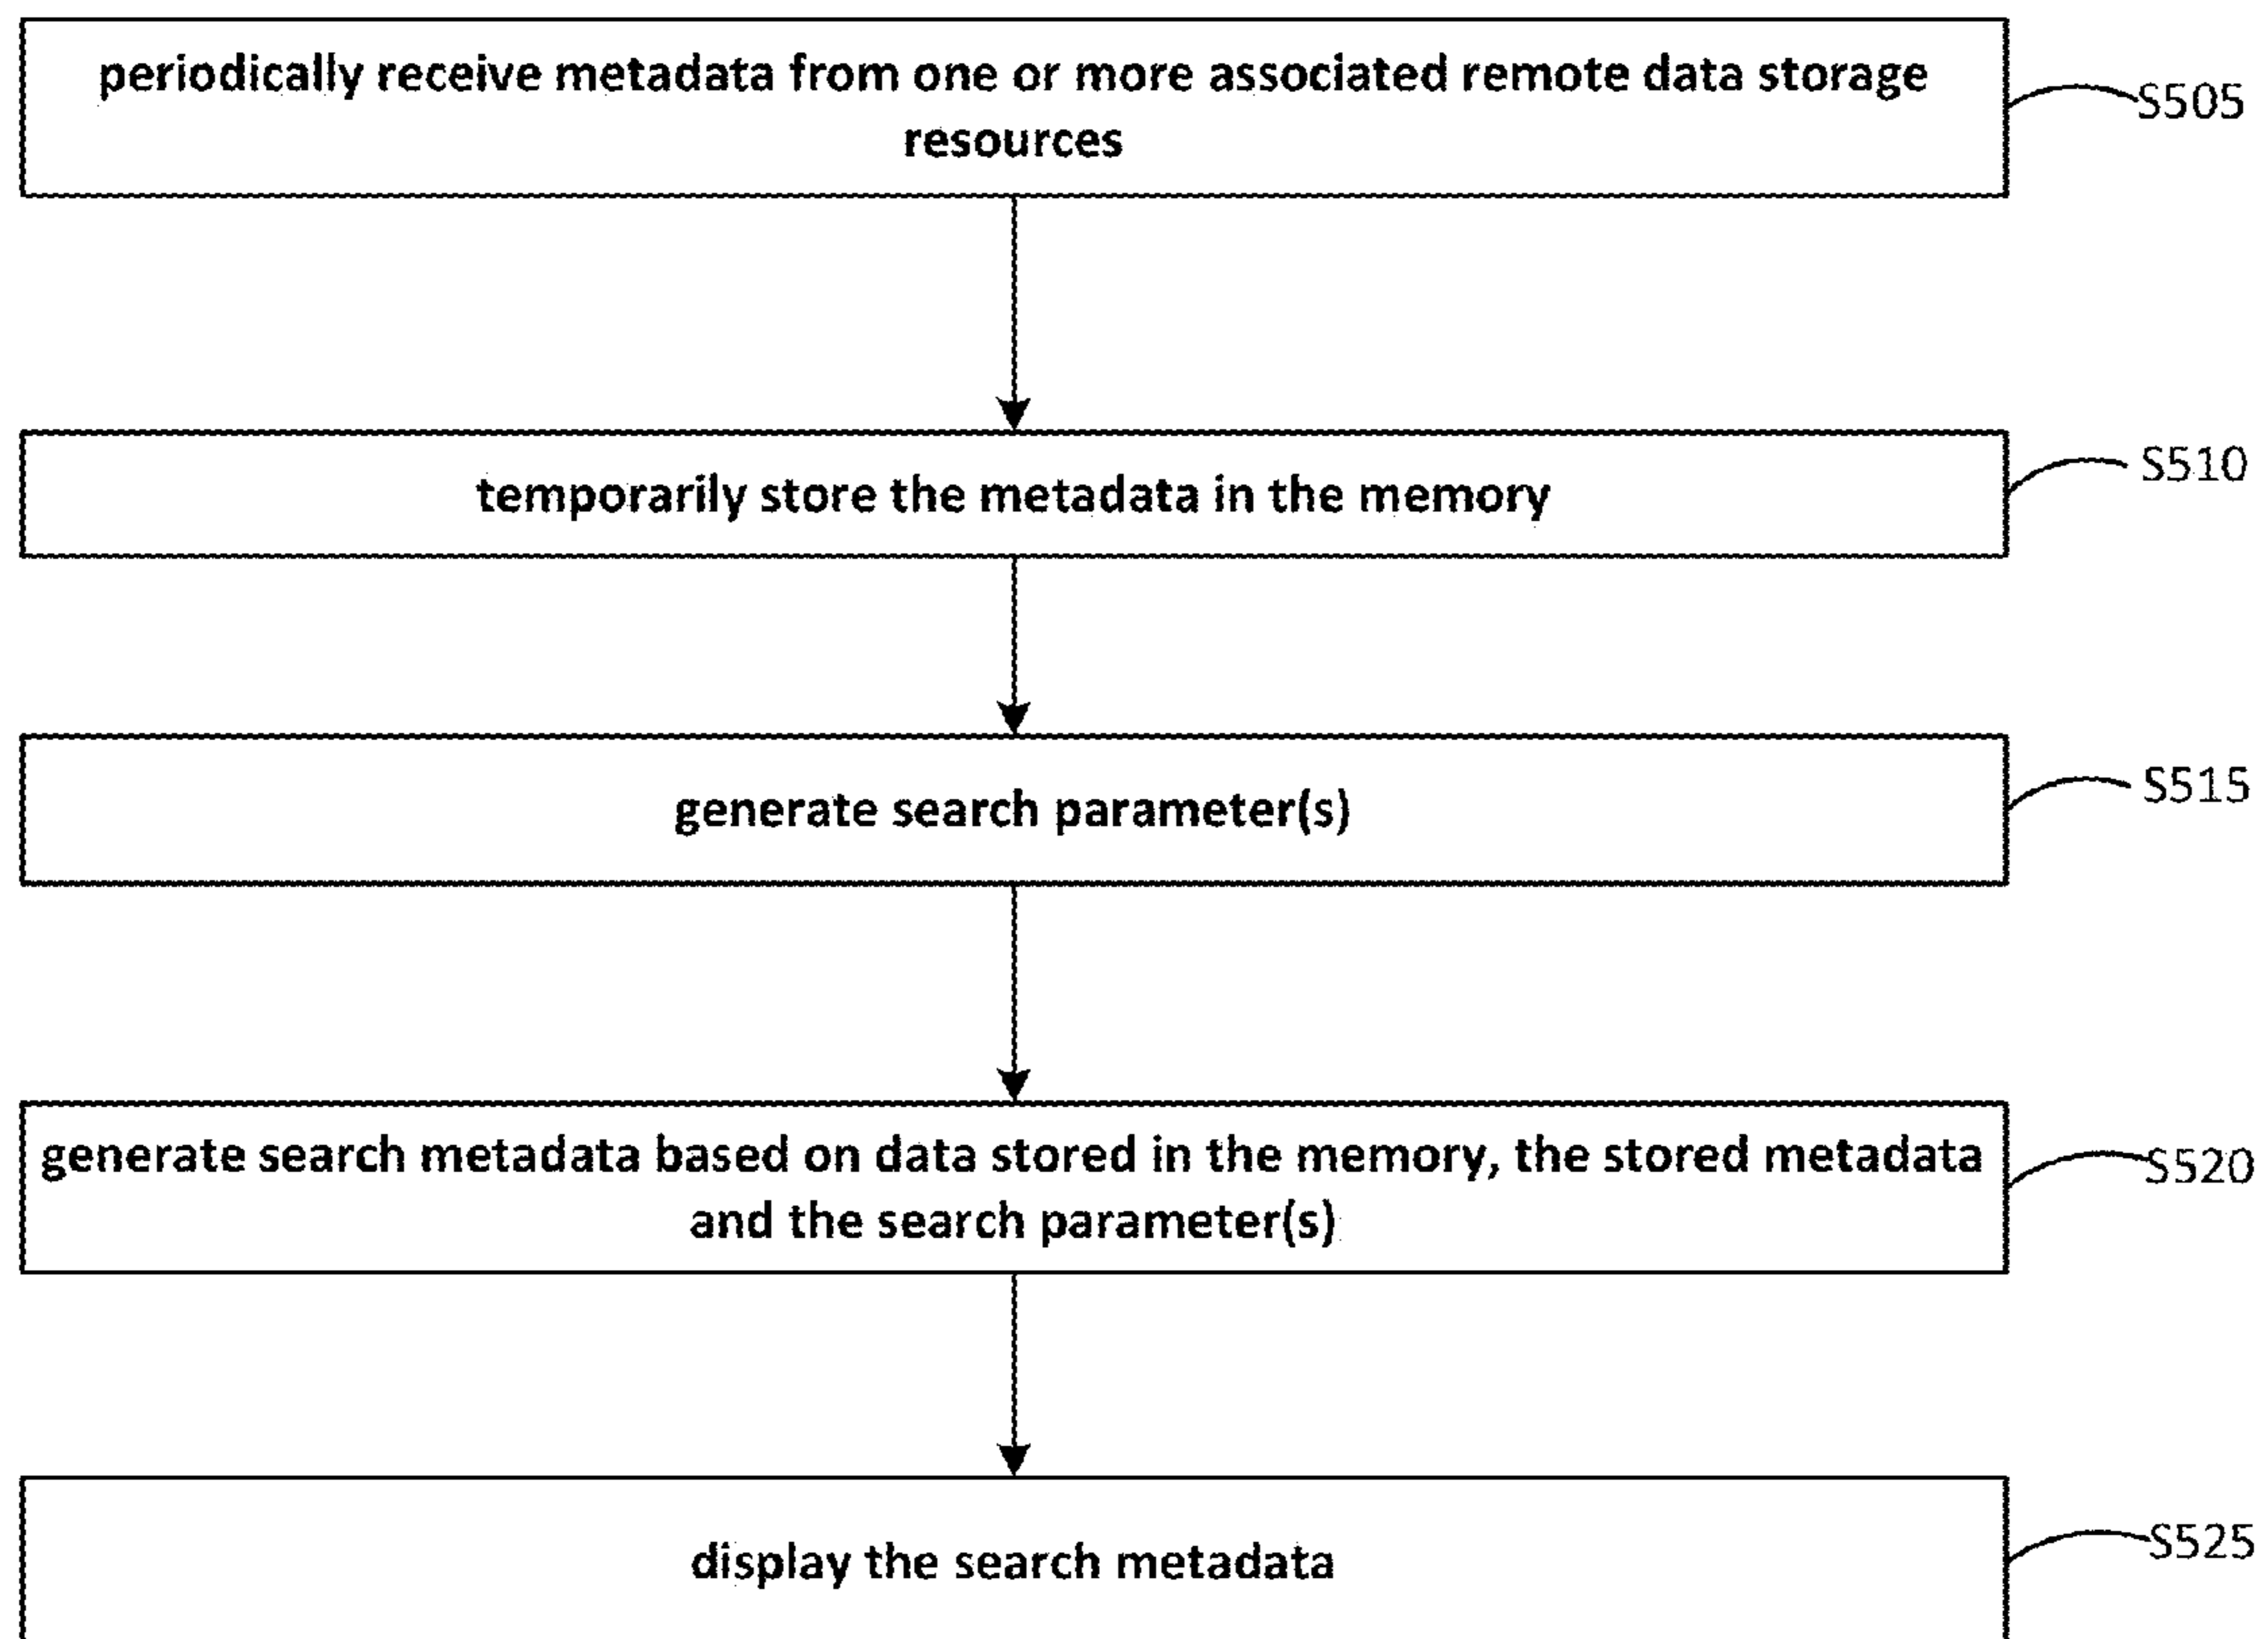 periodically receive metadata from one or more associated remote data storage
resources
S505
temporarily store the metadata in the memory
S510
generate search parameter(s)
S515
generate search metadata based on data stored in the memory, the stored metadata
and the search parameter(s)
S520
display the search metadata
S525